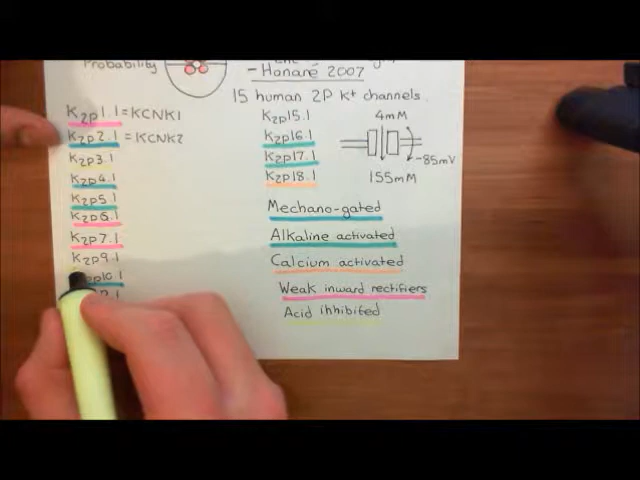 Probability
- Honaré 2007
15 human 2P K+ channels
K2P1.1 = KCNK1
K2P2.1 = KCNK2
K2P3.1
K2P4.1
K2P5.1
K2P6.1
K2P7.1
K2P9.1
P10.1
K2P15.1
K2P16.1
K2P17.1
K2P18.1
4mM
-85mV
155mM
Mechano-gated
Alkaline activated
Calcium activated
Weak inward rectifiers
Acid inhibited